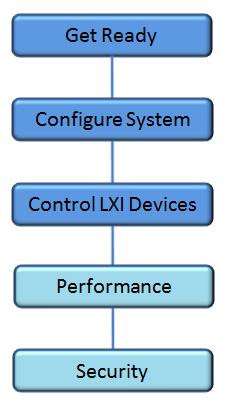 Get Ready
Configure System
Control LXI Devices
Performance
Security